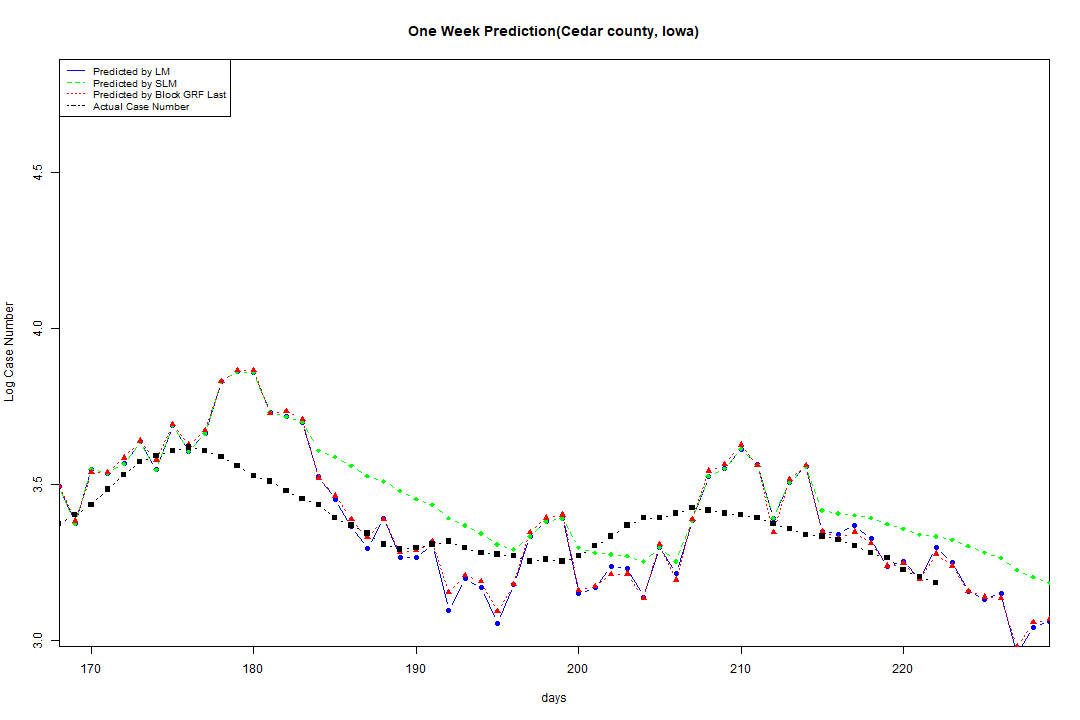 One Week Prediction(Cedar county, Iowa)
Predicted by LM
Predicted by SLM
Predicted by Block GRF Last
Actual Case Number
4.5
4.0
3.5
3.0
Log Case Number
170 180 190 200 210 220
days